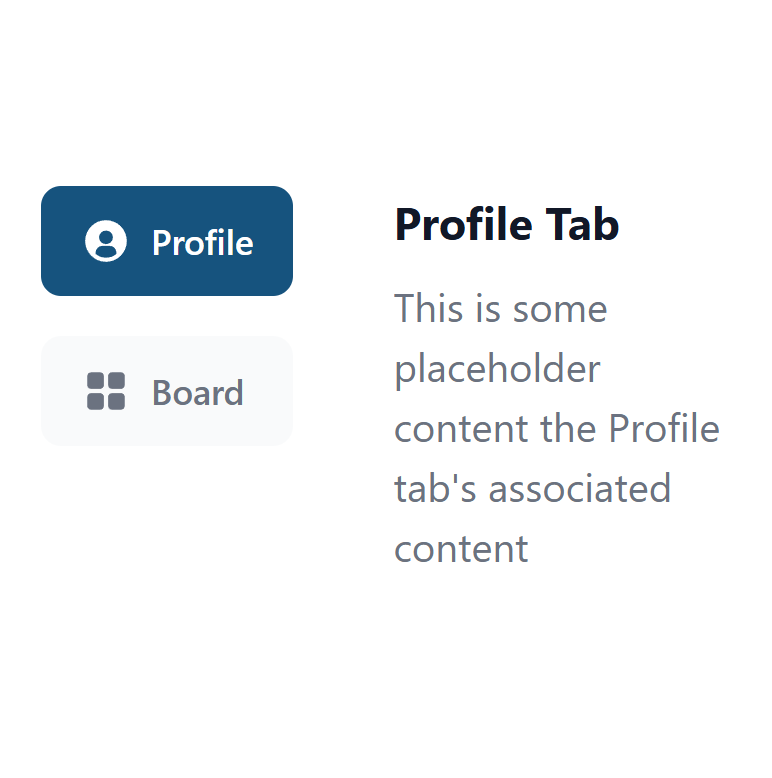 Profile
Board
Profile Tab
This is some
placeholder
content the Profile
tab's associated
content